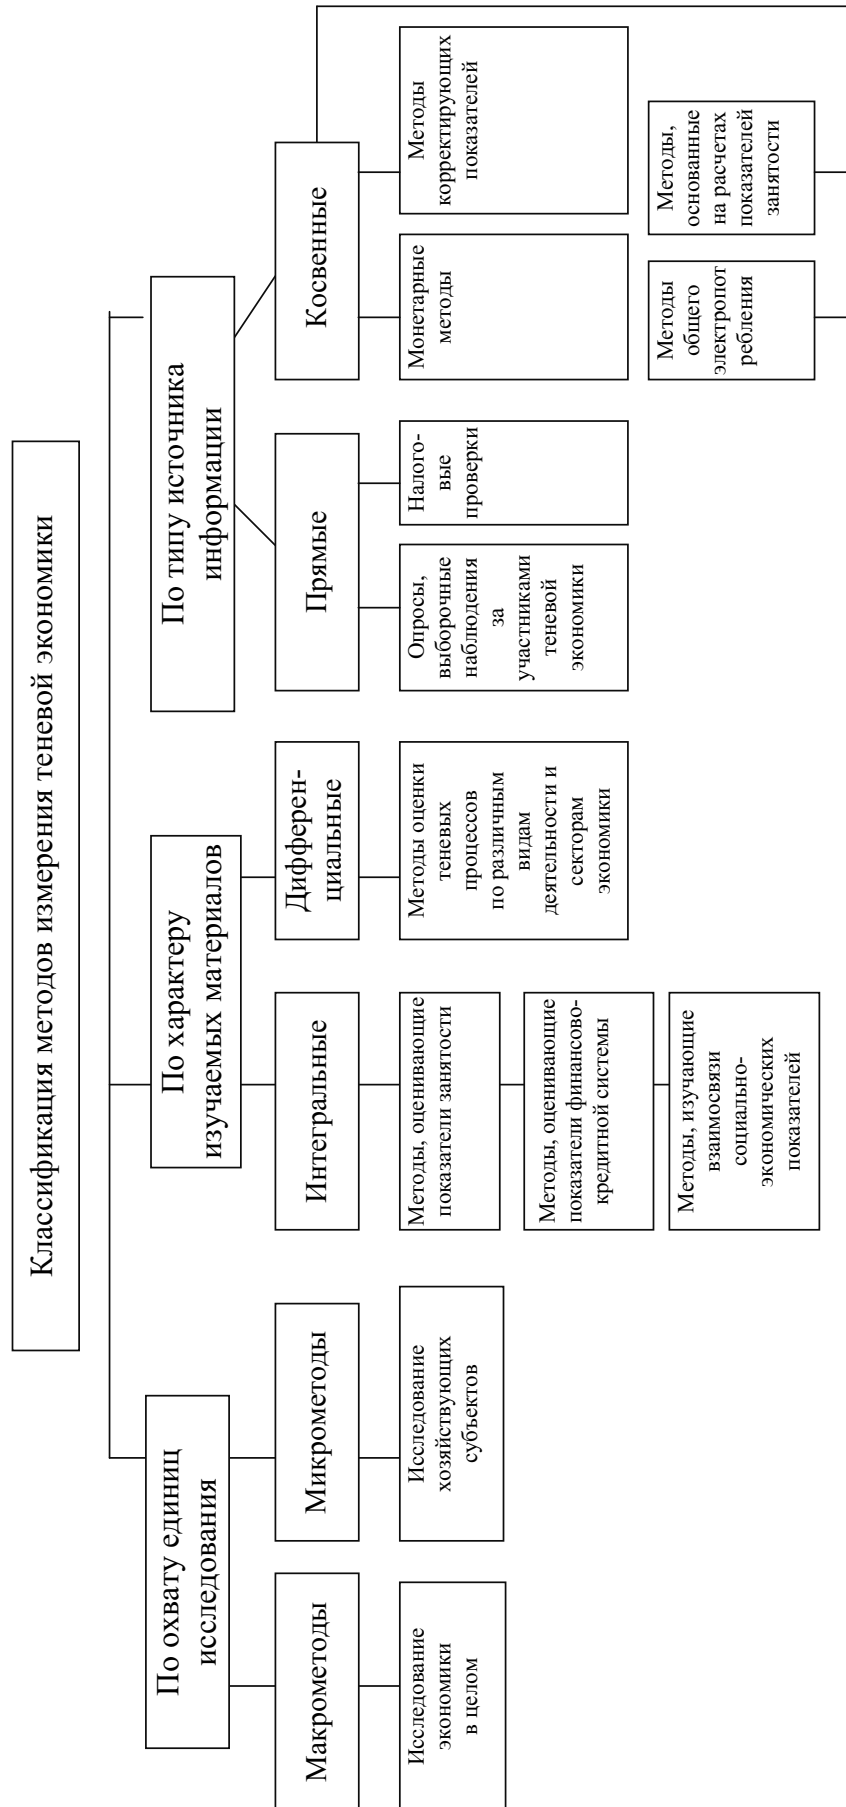 Классификация методов измерения теневой экономики
По охвату единиц
исследования
Макрометоды
Исследование
экономики
в целом
Микрометоды
Исследование
хозяйствующих
субъектов
По характеру
изучаемых материалов
Интегральные
Методы, оценивающие
показатели занятости
Методы, оценивающие
показатели финансово-
кредитной системы
Методы, изучающие
взаимосвязи
социально-
экономических
показателей
Дифферен-
циальные
Методы оценки
теневых
процессов
по различным
видам
деятельности и
секторам
экономики
По типу источника
информации
Прямые
Опросы,
выборочные
наблюдения
за
участниками
теневой
экономики
Налого-
вые
проверки
Косвенные
Монетарные
методы
Методы
корректирующих
показателей
Методы
общего
электропот
ребления
Методы,
основанные
на расчетах
показателей
занятости